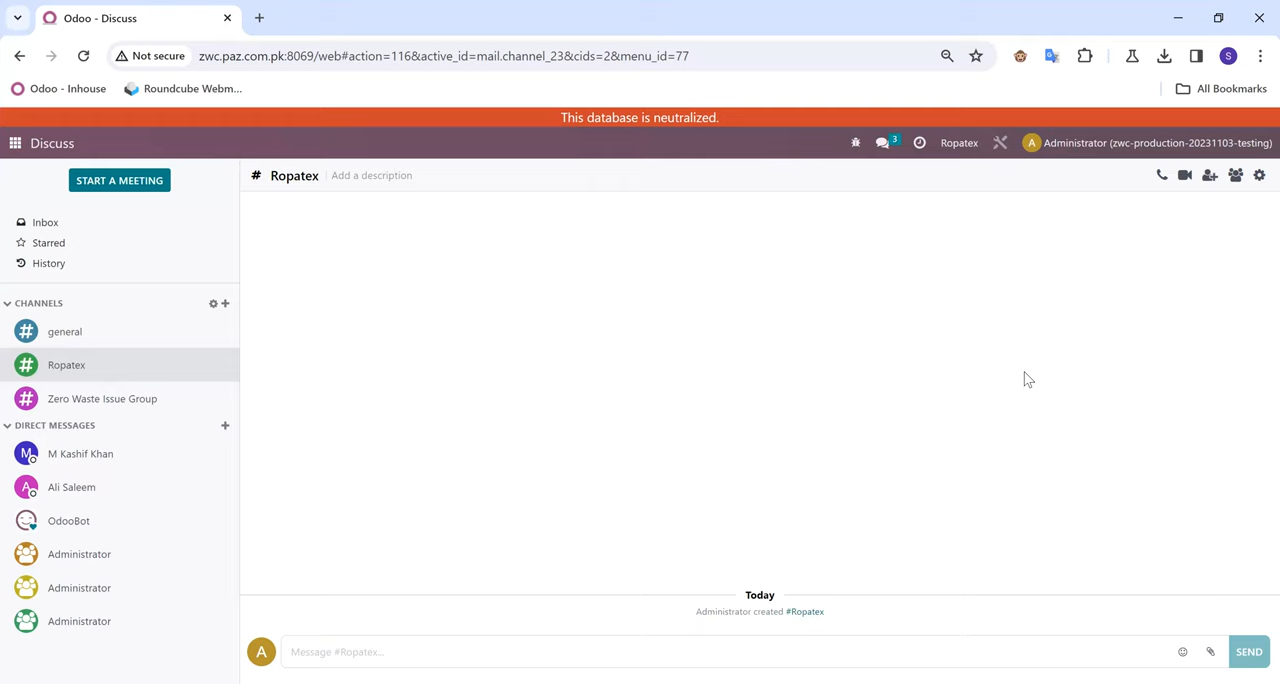 Odoo - Discuss
Not secure
zwc.paz.com.pk:8069/web#action=116&active_id=mail.channel_23&cids=2&menu_id=77
S
Odoo - Inhouse
Roundcube Webm...
All Bookmarks
This database is neutralized.
Discuss
3
Ropatex
A
Administrator (zwc-production-20231103-testing)
START A MEETING
# Ropatex
Add a description
Inbox
Starred
History
CHANNELS
# general
# Ropatex
# Zero Waste Issue Group
DIRECT MESSAGES
M M Kashif Khan
A Ali Saleem
OdooBot
Administrator
Administrator
Administrator
Today
Administrator created #Ropatex
A
Message #Ropatex...
SEND